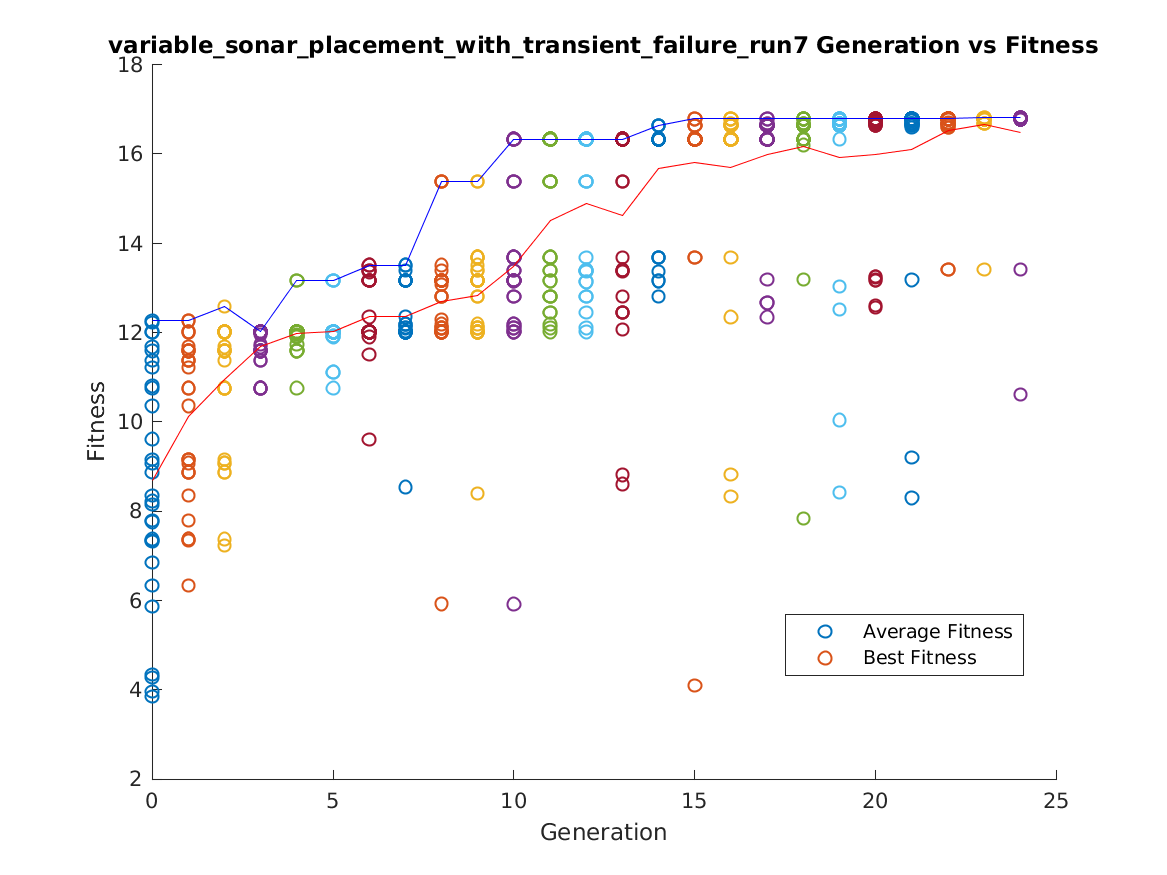 variable_sonar_placement_with_transient_failure_run7 Generation vs Fitness
18
16
14
12
10
8
6
4
2
Fitness
Average Fitness
Best Fitness
0 5 10 15 20 25
Generation